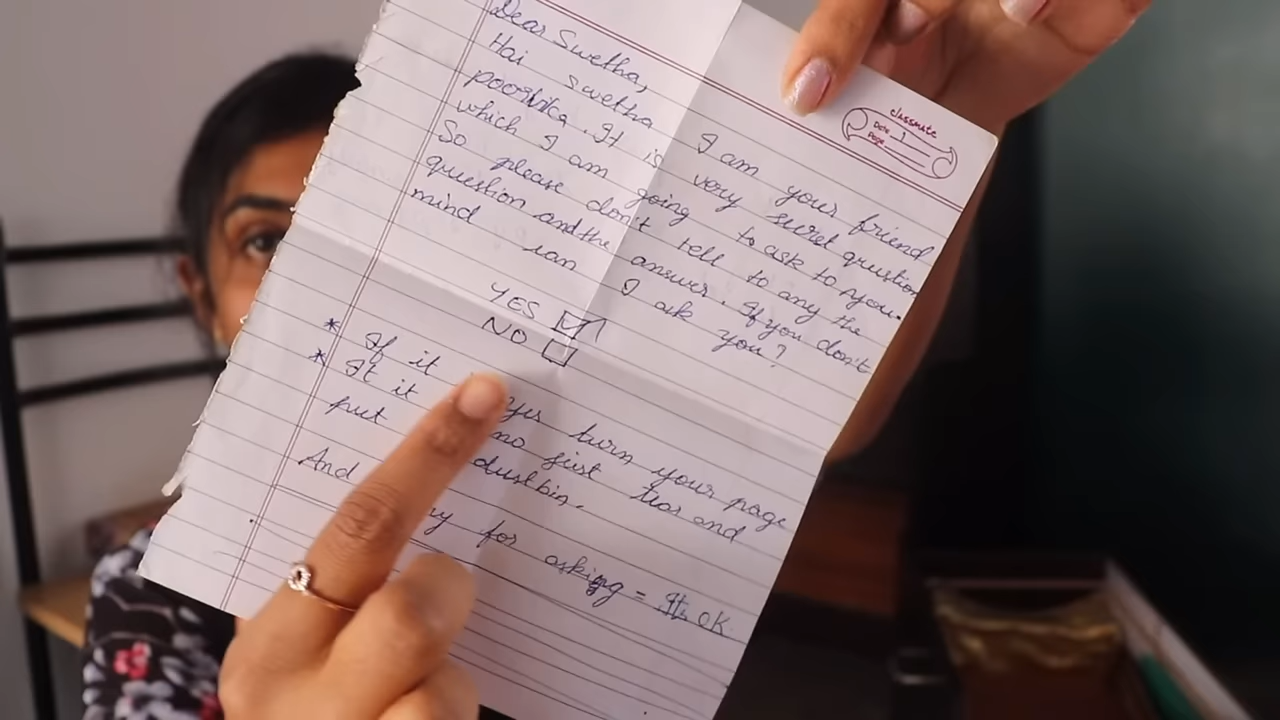 classmate
Date
Page
Dear Swetha,
Hai swetha I am your friend
poorvika. It is very secret question
which I am going to ask to you.
So please don't tell to any the
question and the answer. If you don't
mind can I ask you?
YES ☑
NO ☐
* If it yes turn your page
* If it no just tear and
put dustbin.
And for asking = It's OK.